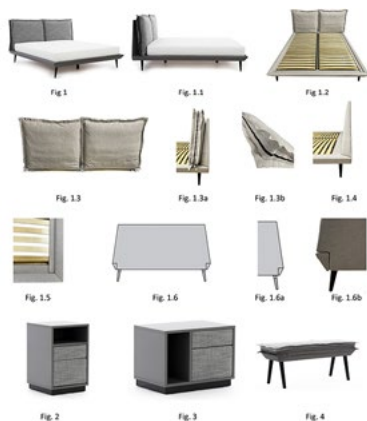 Fig 1
Fig 1.1
Fig 1.2
Fig. 1.3
Fig. 1.3a
Fig. 1.3b
Fig. 1.4
Fig. 1.5
Fig. 1.6
Fig. 1.6a
Fig. 1.6b
Fig. 2
Fig. 3
Fig. 4